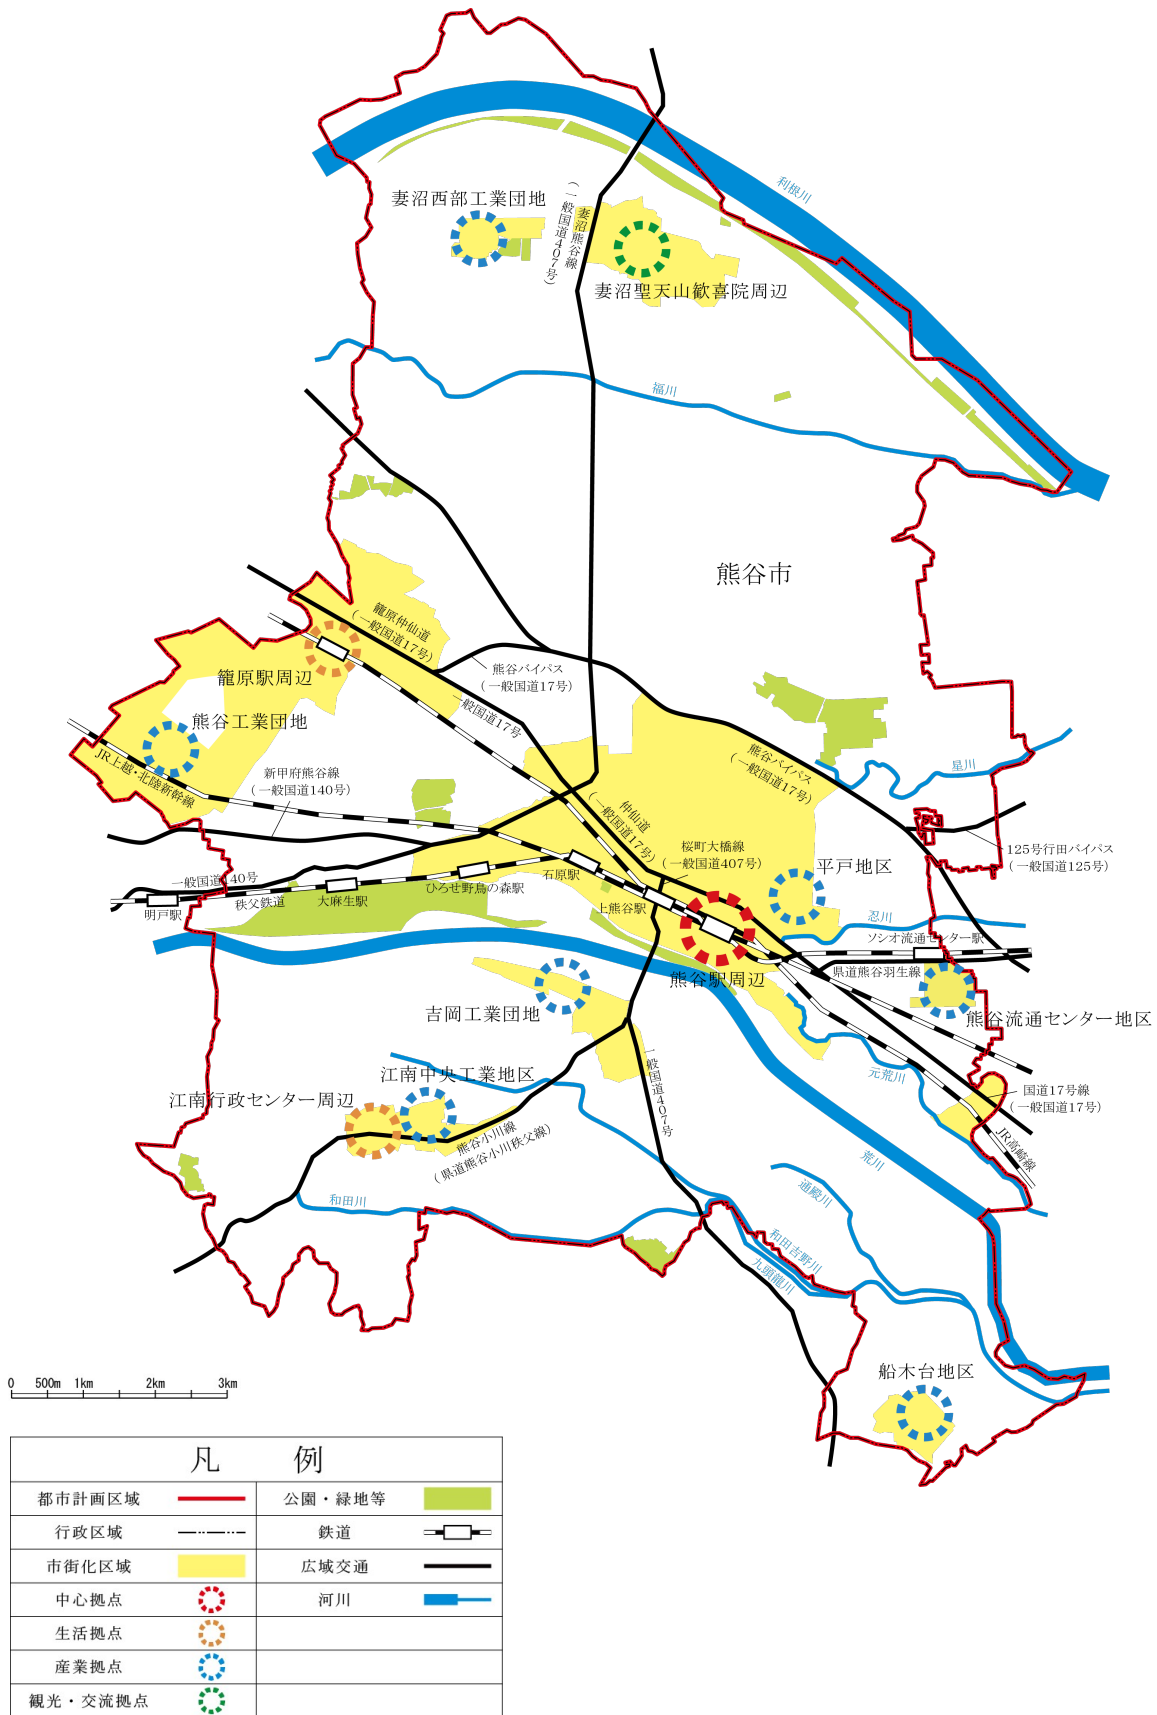 利根川
妻沼西部工業団地
妻沼熊谷線
(一般国道407号)
妻沼聖天山歓喜院周辺
福川
熊谷市
籠原仲仙道
(一般国道17号)
熊谷バイパス
(一般国道17号)
籠原駅周辺
一般国道17号
熊谷工業団地
JR上越・北陸新幹線
新甲府熊谷線
(一般国道140号)
熊谷バイパス
(一般国道17号)
星川
仲仙道
(一般国道17号)
桜町大橋線
(一般国道407号)
125号行田バイパス
(一般国道125号)
平戸地区
一般国道140号
ひろせ野鳥の森駅
石原駅
秩父鉄道
大麻生駅
明戸駅
上熊谷駅
忍川
ソシオ流通センター駅
熊谷駅周辺
県道熊谷羽生線
吉岡工業団地
熊谷流通センター地区
一般国道407号
元荒川
江南中央工業地区
江南行政センター周辺
国道17号線
(一般国道17号)
熊谷小川線
(県道熊谷小川秩父線)
JR高崎線
荒川
通殿川
和田川
和田吉野川
九頭龍川
船木台地区
0 500m 1km 2km 3km
凡 例
都市計画区域
公園・緑地等
行政区域
鉄道
市街化区域
広域交通
中心拠点
河川
生活拠点
産業拠点
観光・交流拠点